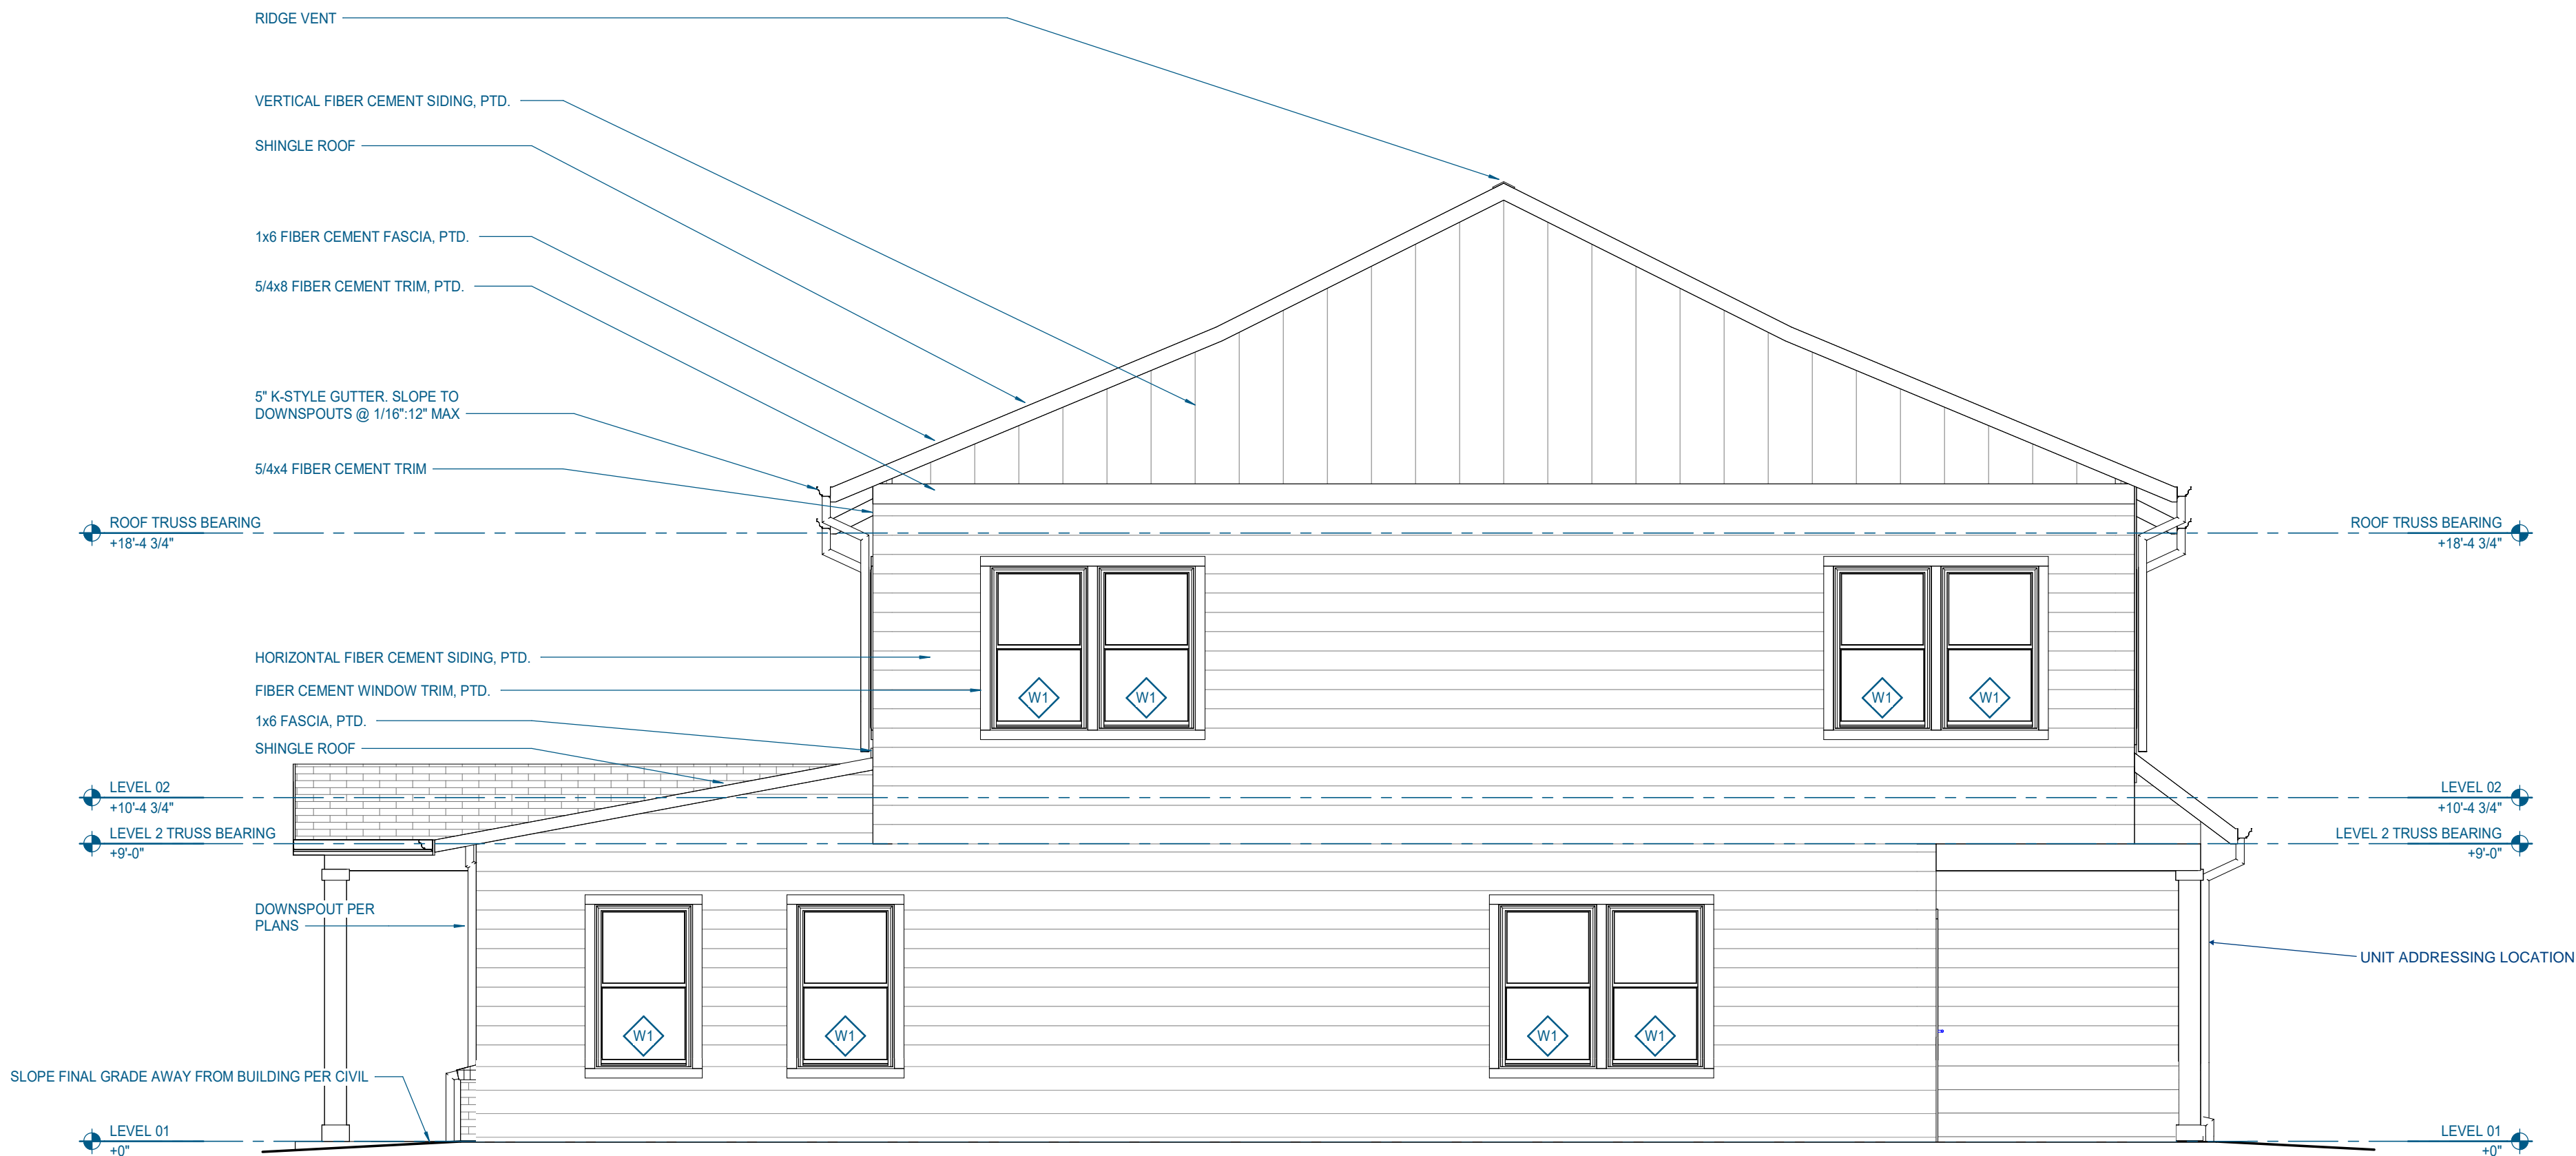 RIDGE VENT
VERTICAL FIBER CEMENT SIDING, PTD.
SHINGLE ROOF
1x6 FIBER CEMENT FASCIA, PTD.
5/4x8 FIBER CEMENT TRIM, PTD.
5" K-STYLE GUTTER. SLOPE TO
DOWNSPOUTS @ 1/16":12" MAX
5/4x4 FIBER CEMENT TRIM
ROOF TRUSS BEARING
+18'-4 3/4"
ROOF TRUSS BEARING
+18'-4 3/4"
HORIZONTAL FIBER CEMENT SIDING, PTD.
FIBER CEMENT WINDOW TRIM, PTD.
W1
W1
W1
W1
1x6 FASCIA, PTD.
SHINGLE ROOF
LEVEL 02
+10'-4 3/4"
LEVEL 02
+10'-4 3/4"
LEVEL 2 TRUSS BEARING
+9'-0"
LEVEL 2 TRUSS BEARING
+9'-0"
DOWNSPOUT PER
PLANS
UNIT ADDRESSING LOCATION
W1
W1
W1
W1
SLOPE FINAL GRADE AWAY FROM BUILDING PER CIVIL
LEVEL 01
+0"
LEVEL 01
+0"